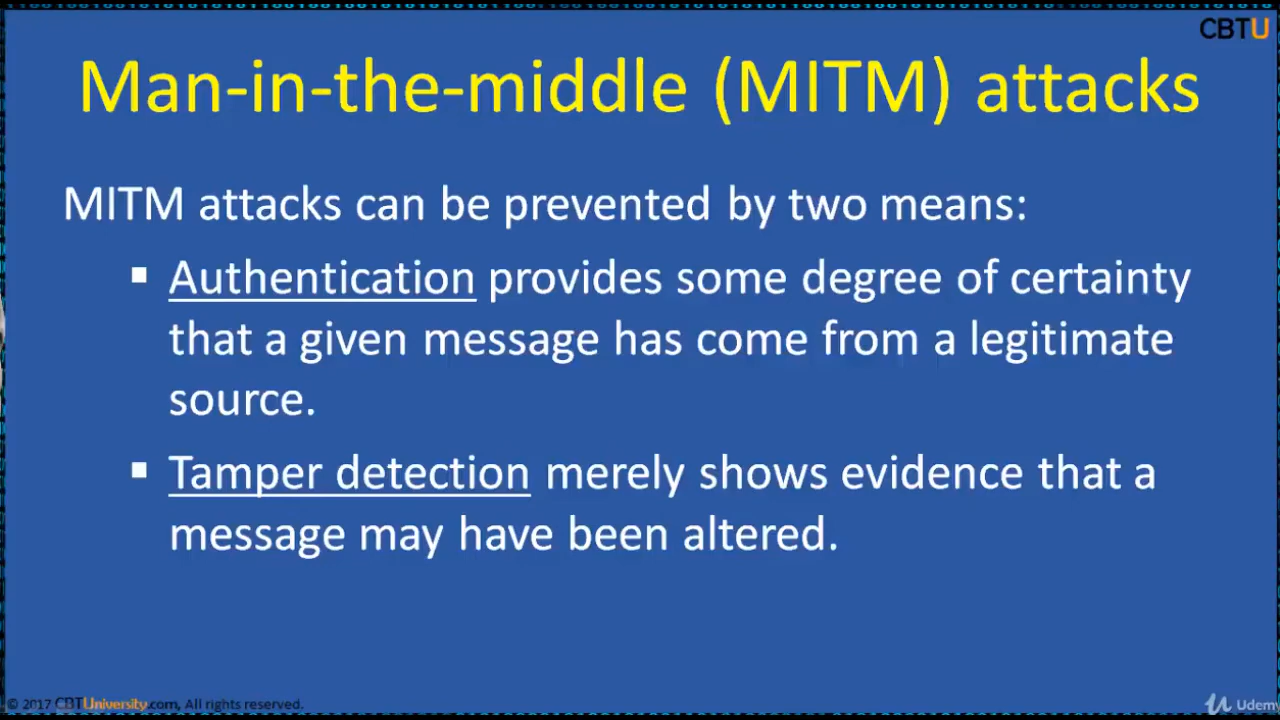 CBTU
Man-in-the-middle (MITM) attacks
MITM attacks can be prevented by two means:
▪ Authentication provides some degree of certainty
that a given message has come from a legitimate
source.
▪ Tamper detection merely shows evidence that a
message may have been altered.
© 2017 CBTUniversity.com, All rights reserved.
Udemy